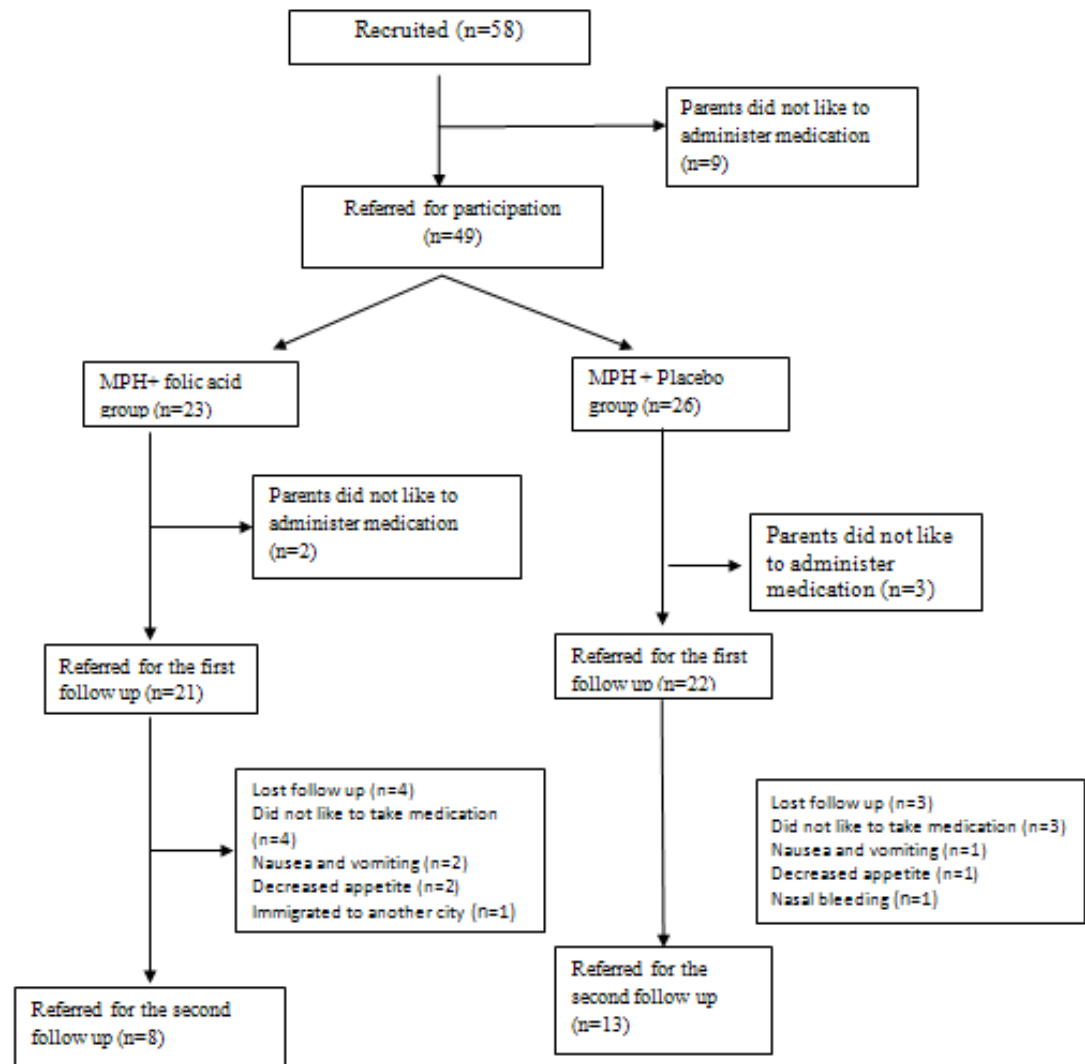 Recruited (n=58)
Parents did not like to
administer medication
(n=9)
Referred for participation
(n=49)
MPH+ folic acid
group (n=23)
MPH + Placebo
group (n=26)
Parents did not like to
administer medication
(n=2)
Parents did not like
to administer
medication (n=3)
Referred for the first
follow up (n=21)
Referred for the first
follow up (n=22)
Lost follow up (n=4)
Did not like to take medication
(n=4)
Nausea and vomiting (n=2)
Decreased appetite (n=2)
Immigrated to another city (n=1)
Lost follow up (n=3)
Did not like to take medication (n=3)
Nausea and vomiting (n=1)
Decreased appetite (n=1)
Nasal bleeding (n=1)
Referred for the second
follow up (n=8)
Referred for the
second follow up
(n=13)